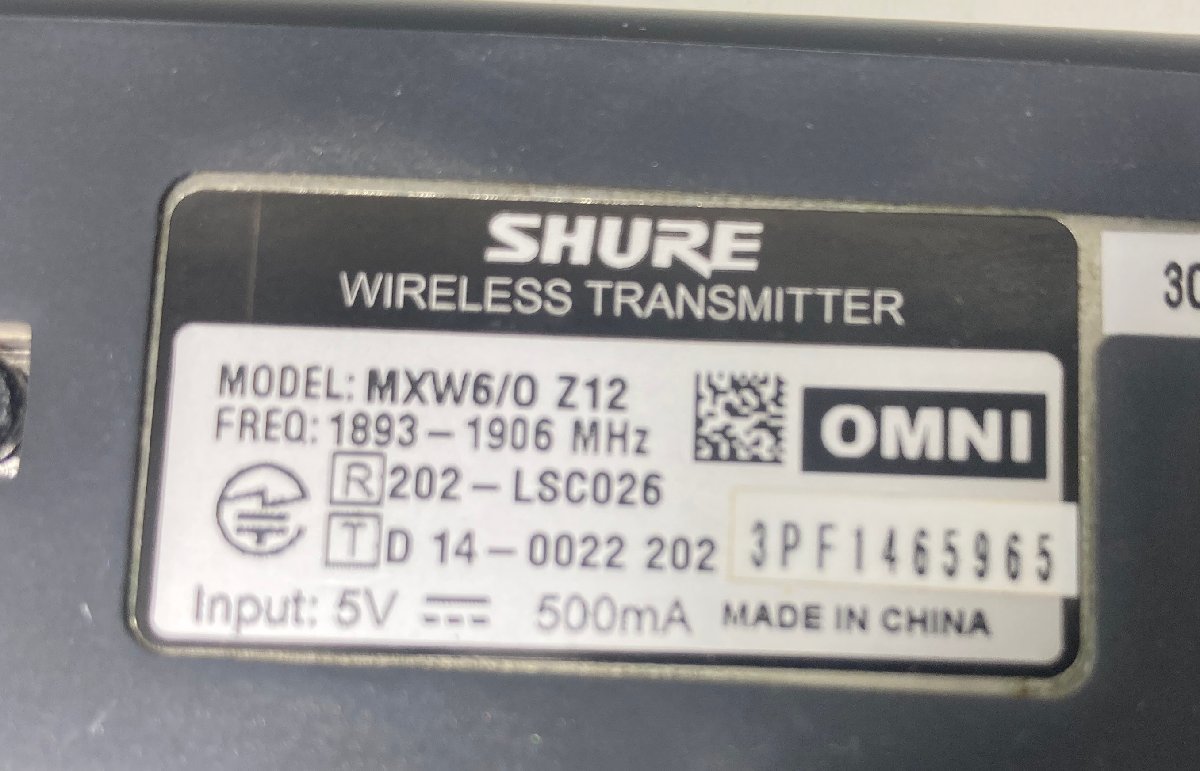 SHURE
WIRELESS TRANSMITTER
MODEL: MXW6/O Z12
FREQ: 1893 – 1906 MHz
OMNI
R 202 – LSC026
T D 14 – 0022 202
3PF1465965
Input: 5V ⎓ 500mA MADE IN CHINA